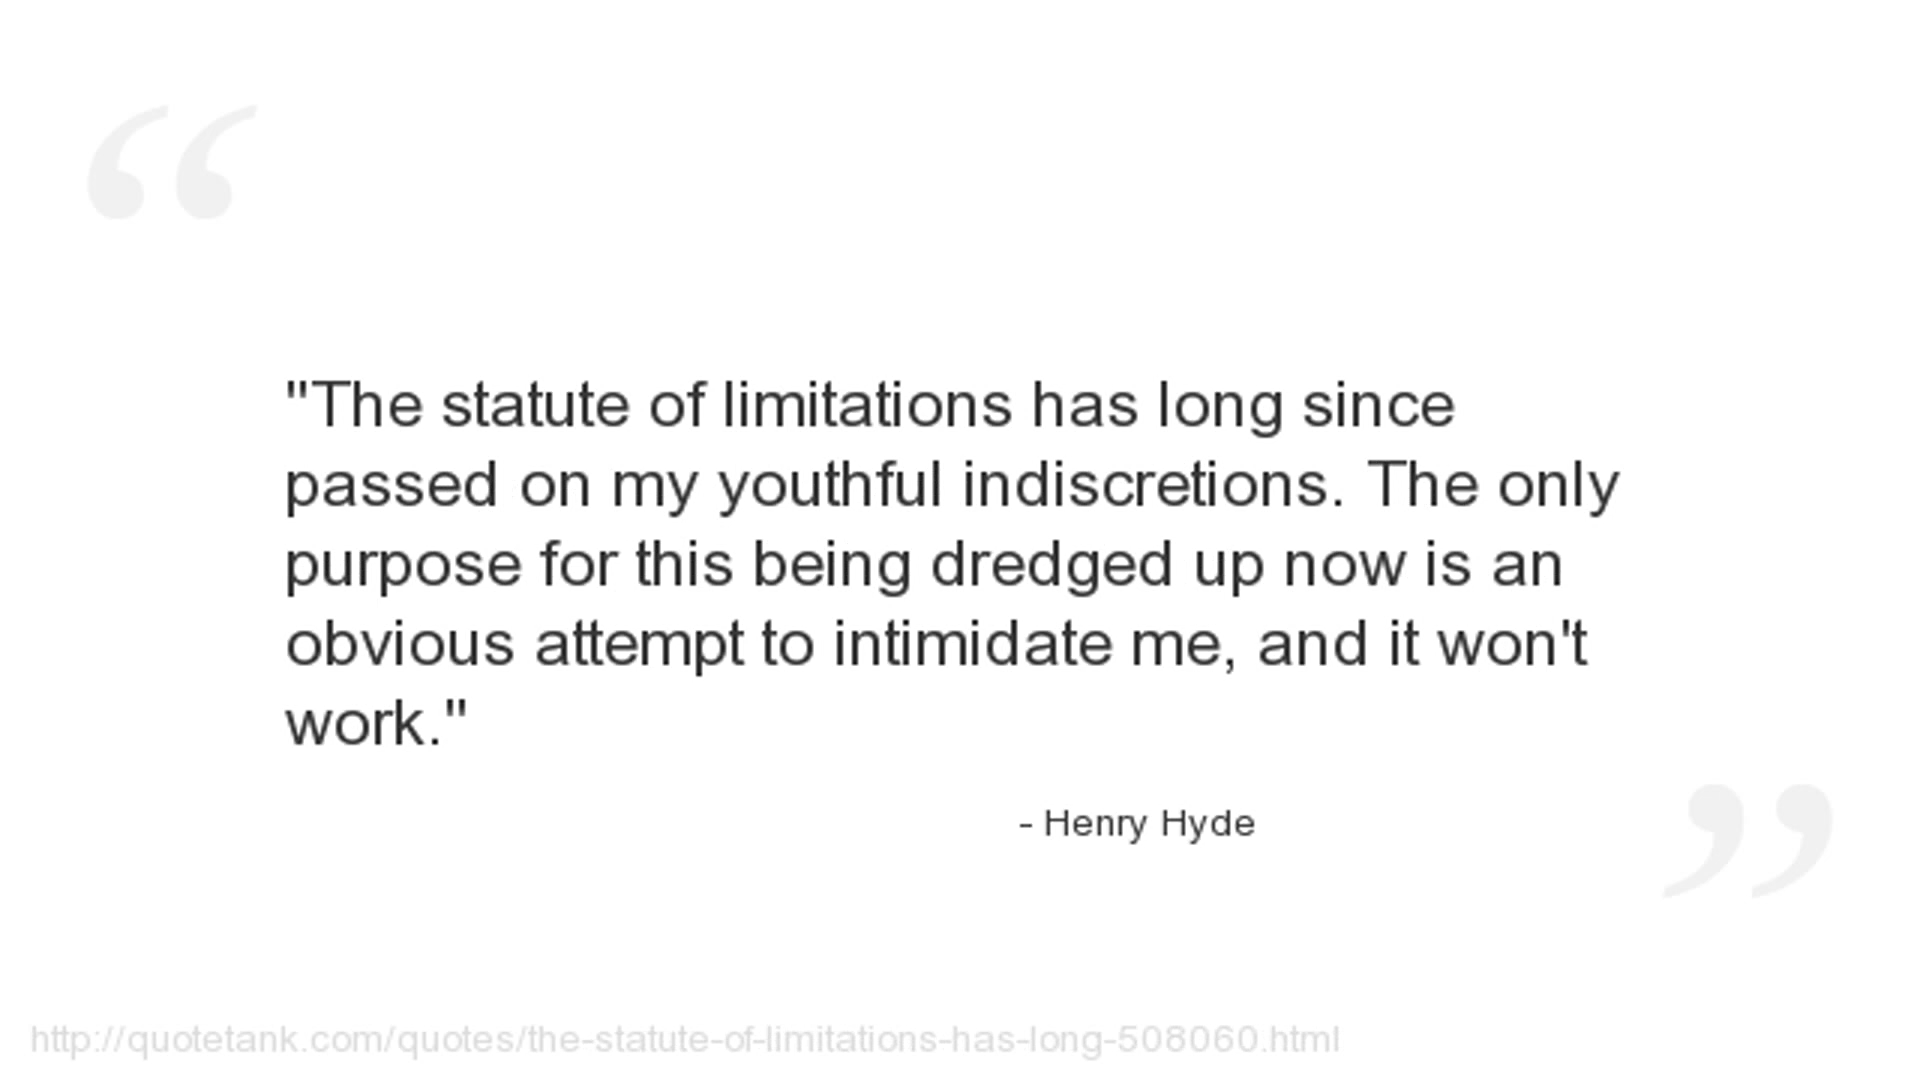 "The statute of limitations has long since
passed on my youthful indiscretions. The only
purpose for this being dredged up now is an
obvious attempt to intimidate me, and it won't
work."
- Henry Hyde
http://quotetank.com/quotes/the-statute-of-limitations-has-long-508060.html